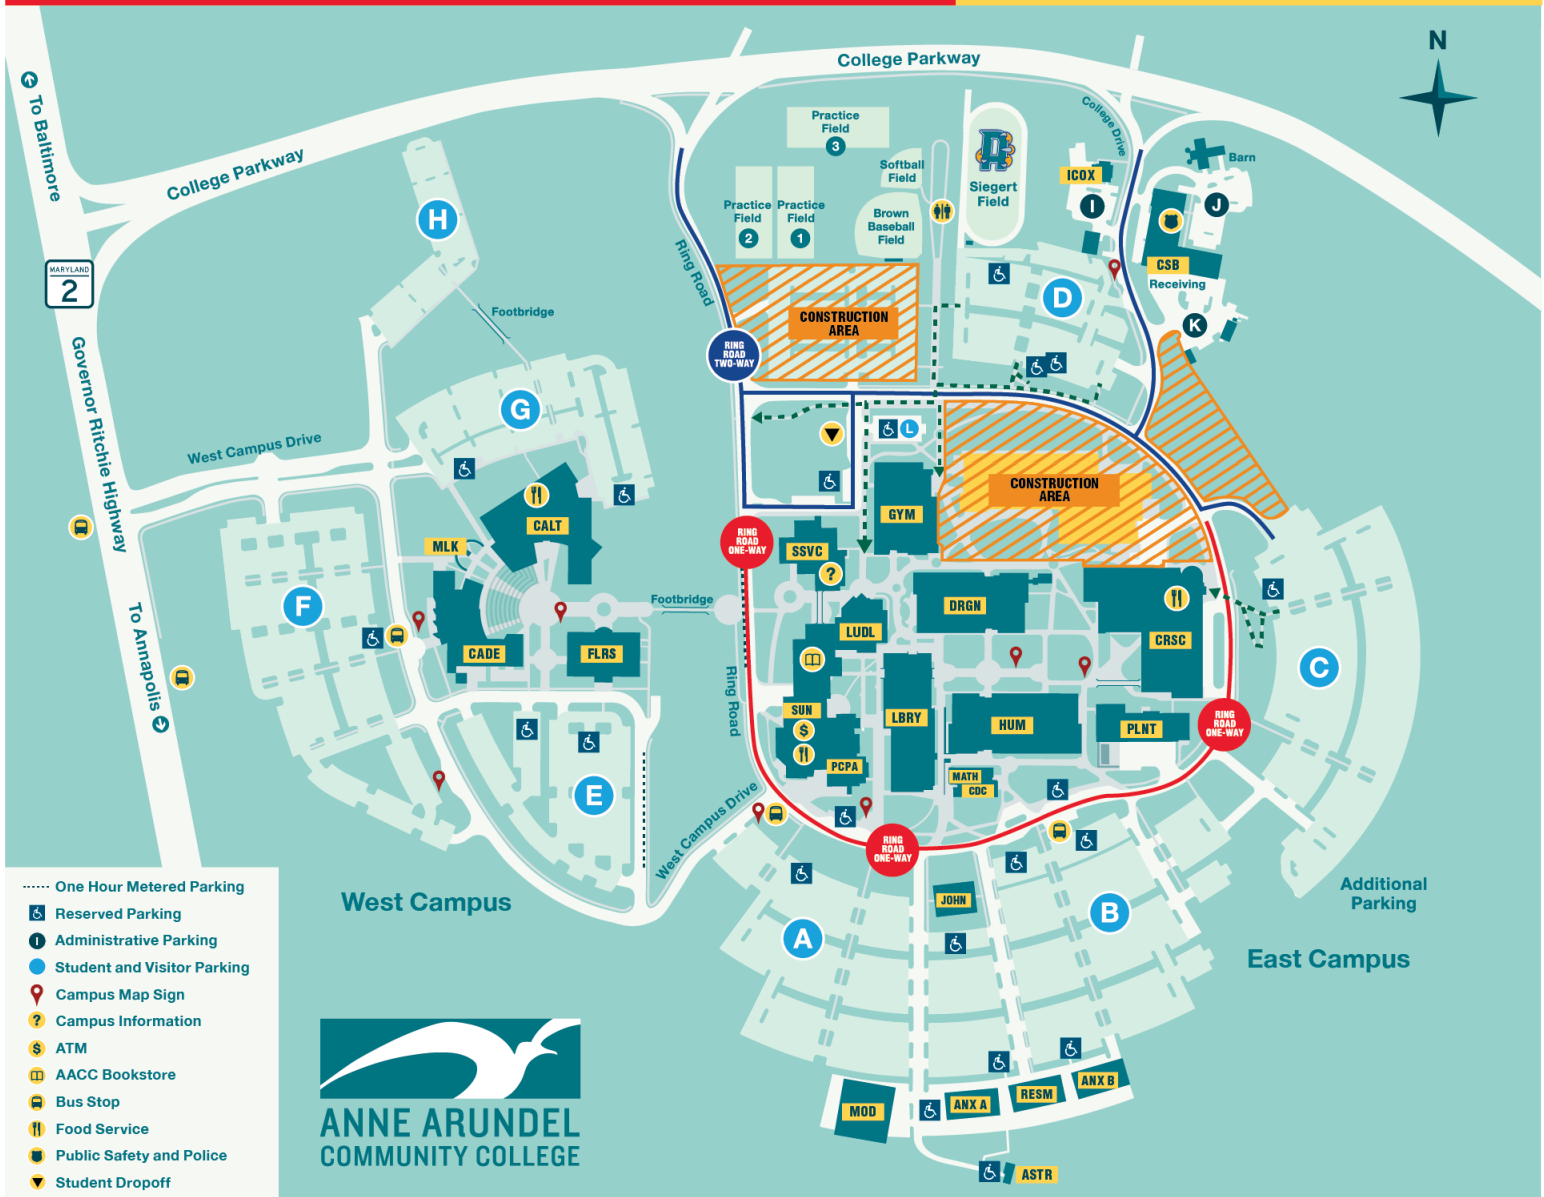 College Parkway
N
To Baltimore
College Parkway
College Drive
Practice
Field
3
Softball
Field
Siegert
Field
ICOX
I
Barn
J
H
Practice
Field
2
Practice
Field
1
Brown
Baseball
Field
CSB
Receiving
MARYLAND
2
Ring Road
Footbridge
CONSTRUCTION
AREA
D
K
RING
ROAD
TWO-WAY
Governor Ritchie Highway
G
L
West Campus Drive
CONSTRUCTION
AREA
CALT
GYM
MLK
RING
ROAD
ONE-WAY
SSVC
?
F
Footbridge
DRGN
LUDL
CRSC
To Annapolis
CADE
FLRS
C
Ring Road
SUN
$
LBRY
HUM
PLNT
RING
ROAD
ONE-WAY
PCPA
MATH
CDC
E
West Campus Drive
RING
ROAD
ONE-WAY
West Campus
JOHN
A
B
Additional
Parking
East Campus
One Hour Metered Parking
Reserved Parking
I Administrative Parking
Student and Visitor Parking
Campus Map Sign
? Campus Information
$ ATM
AACC Bookstore
Bus Stop
Food Service
Public Safety and Police
Student Dropoff
ANNE ARUNDEL
COMMUNITY COLLEGE
MOD
ANX A
RESM
ANX B
ASTR